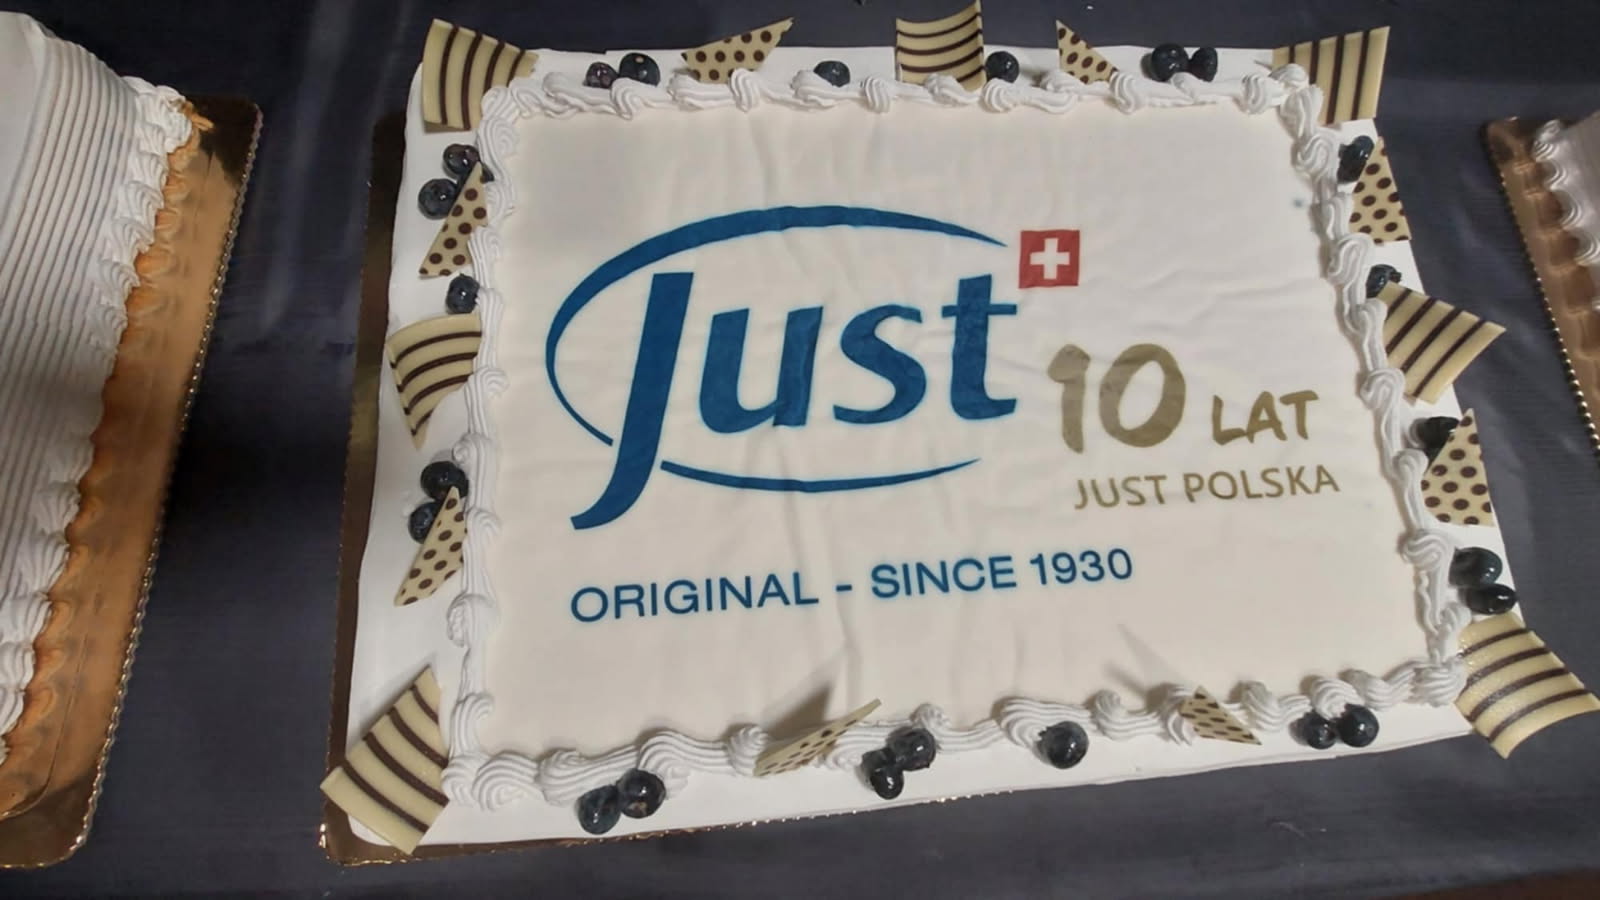 Just
10 LAT
JUST POLSKA
ORIGINAL - SINCE 1930